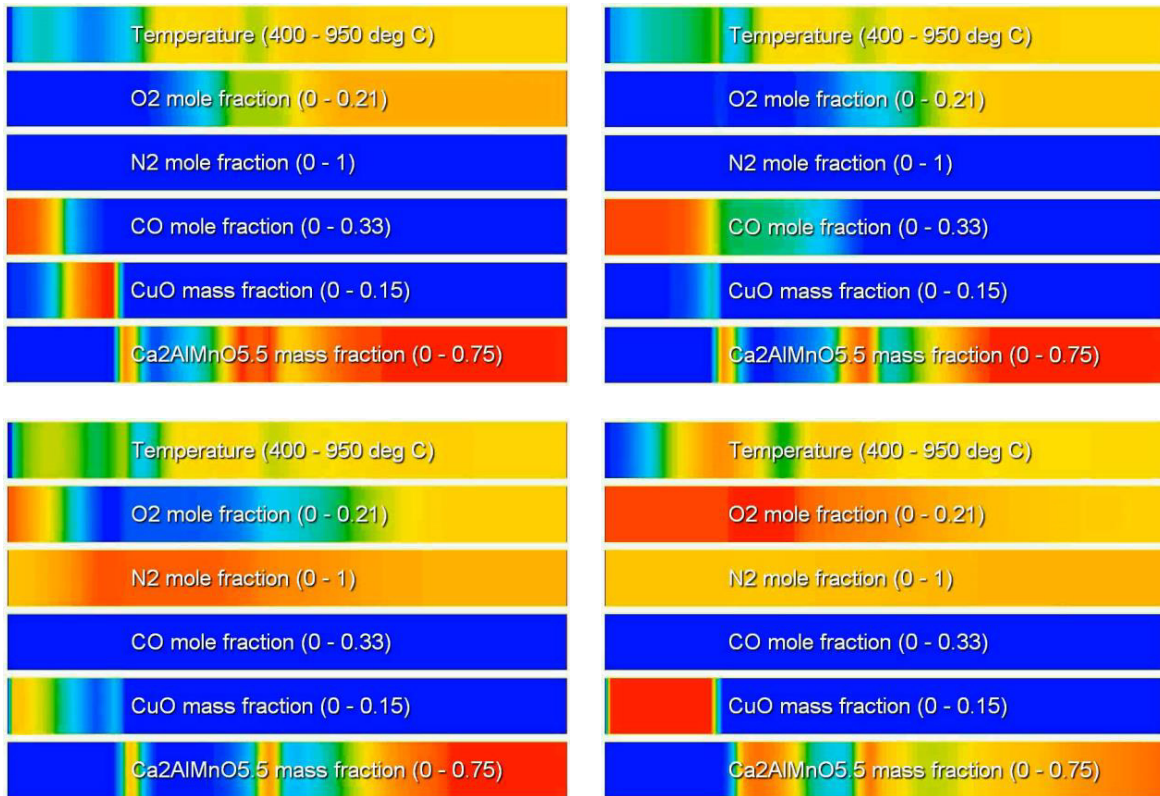 Temperature (400 - 950 deg C)
O2 mole fraction (0 - 0.21)
N2 mole fraction (0 - 1)
CO mole fraction (0 - 0.33)
CuO mass fraction (0 - 0.15)
Ca2AlMnO5.5 mass fraction (0 - 0.75)
Temperature (400 - 950 deg C)
O2 mole fraction (0 - 0.21)
N2 mole fraction (0 - 1)
CO mole fraction (0 - 0.33)
CuO mass fraction (0 - 0.15)
Ca2AlMnO5.5 mass fraction (0 - 0.75)
Temperature (400 - 950 deg C)
O2 mole fraction (0 - 0.21)
N2 mole fraction (0 - 1)
CO mole fraction (0 - 0.33)
CuO mass fraction (0 - 0.15)
Ca2AlMnO5.5 mass fraction (0 - 0.75)
Temperature (400 - 950 deg C)
O2 mole fraction (0 - 0.21)
N2 mole fraction (0 - 1)
CO mole fraction (0 - 0.33)
CuO mass fraction (0 - 0.15)
Ca2AlMnO5.5 mass fraction (0 - 0.75)